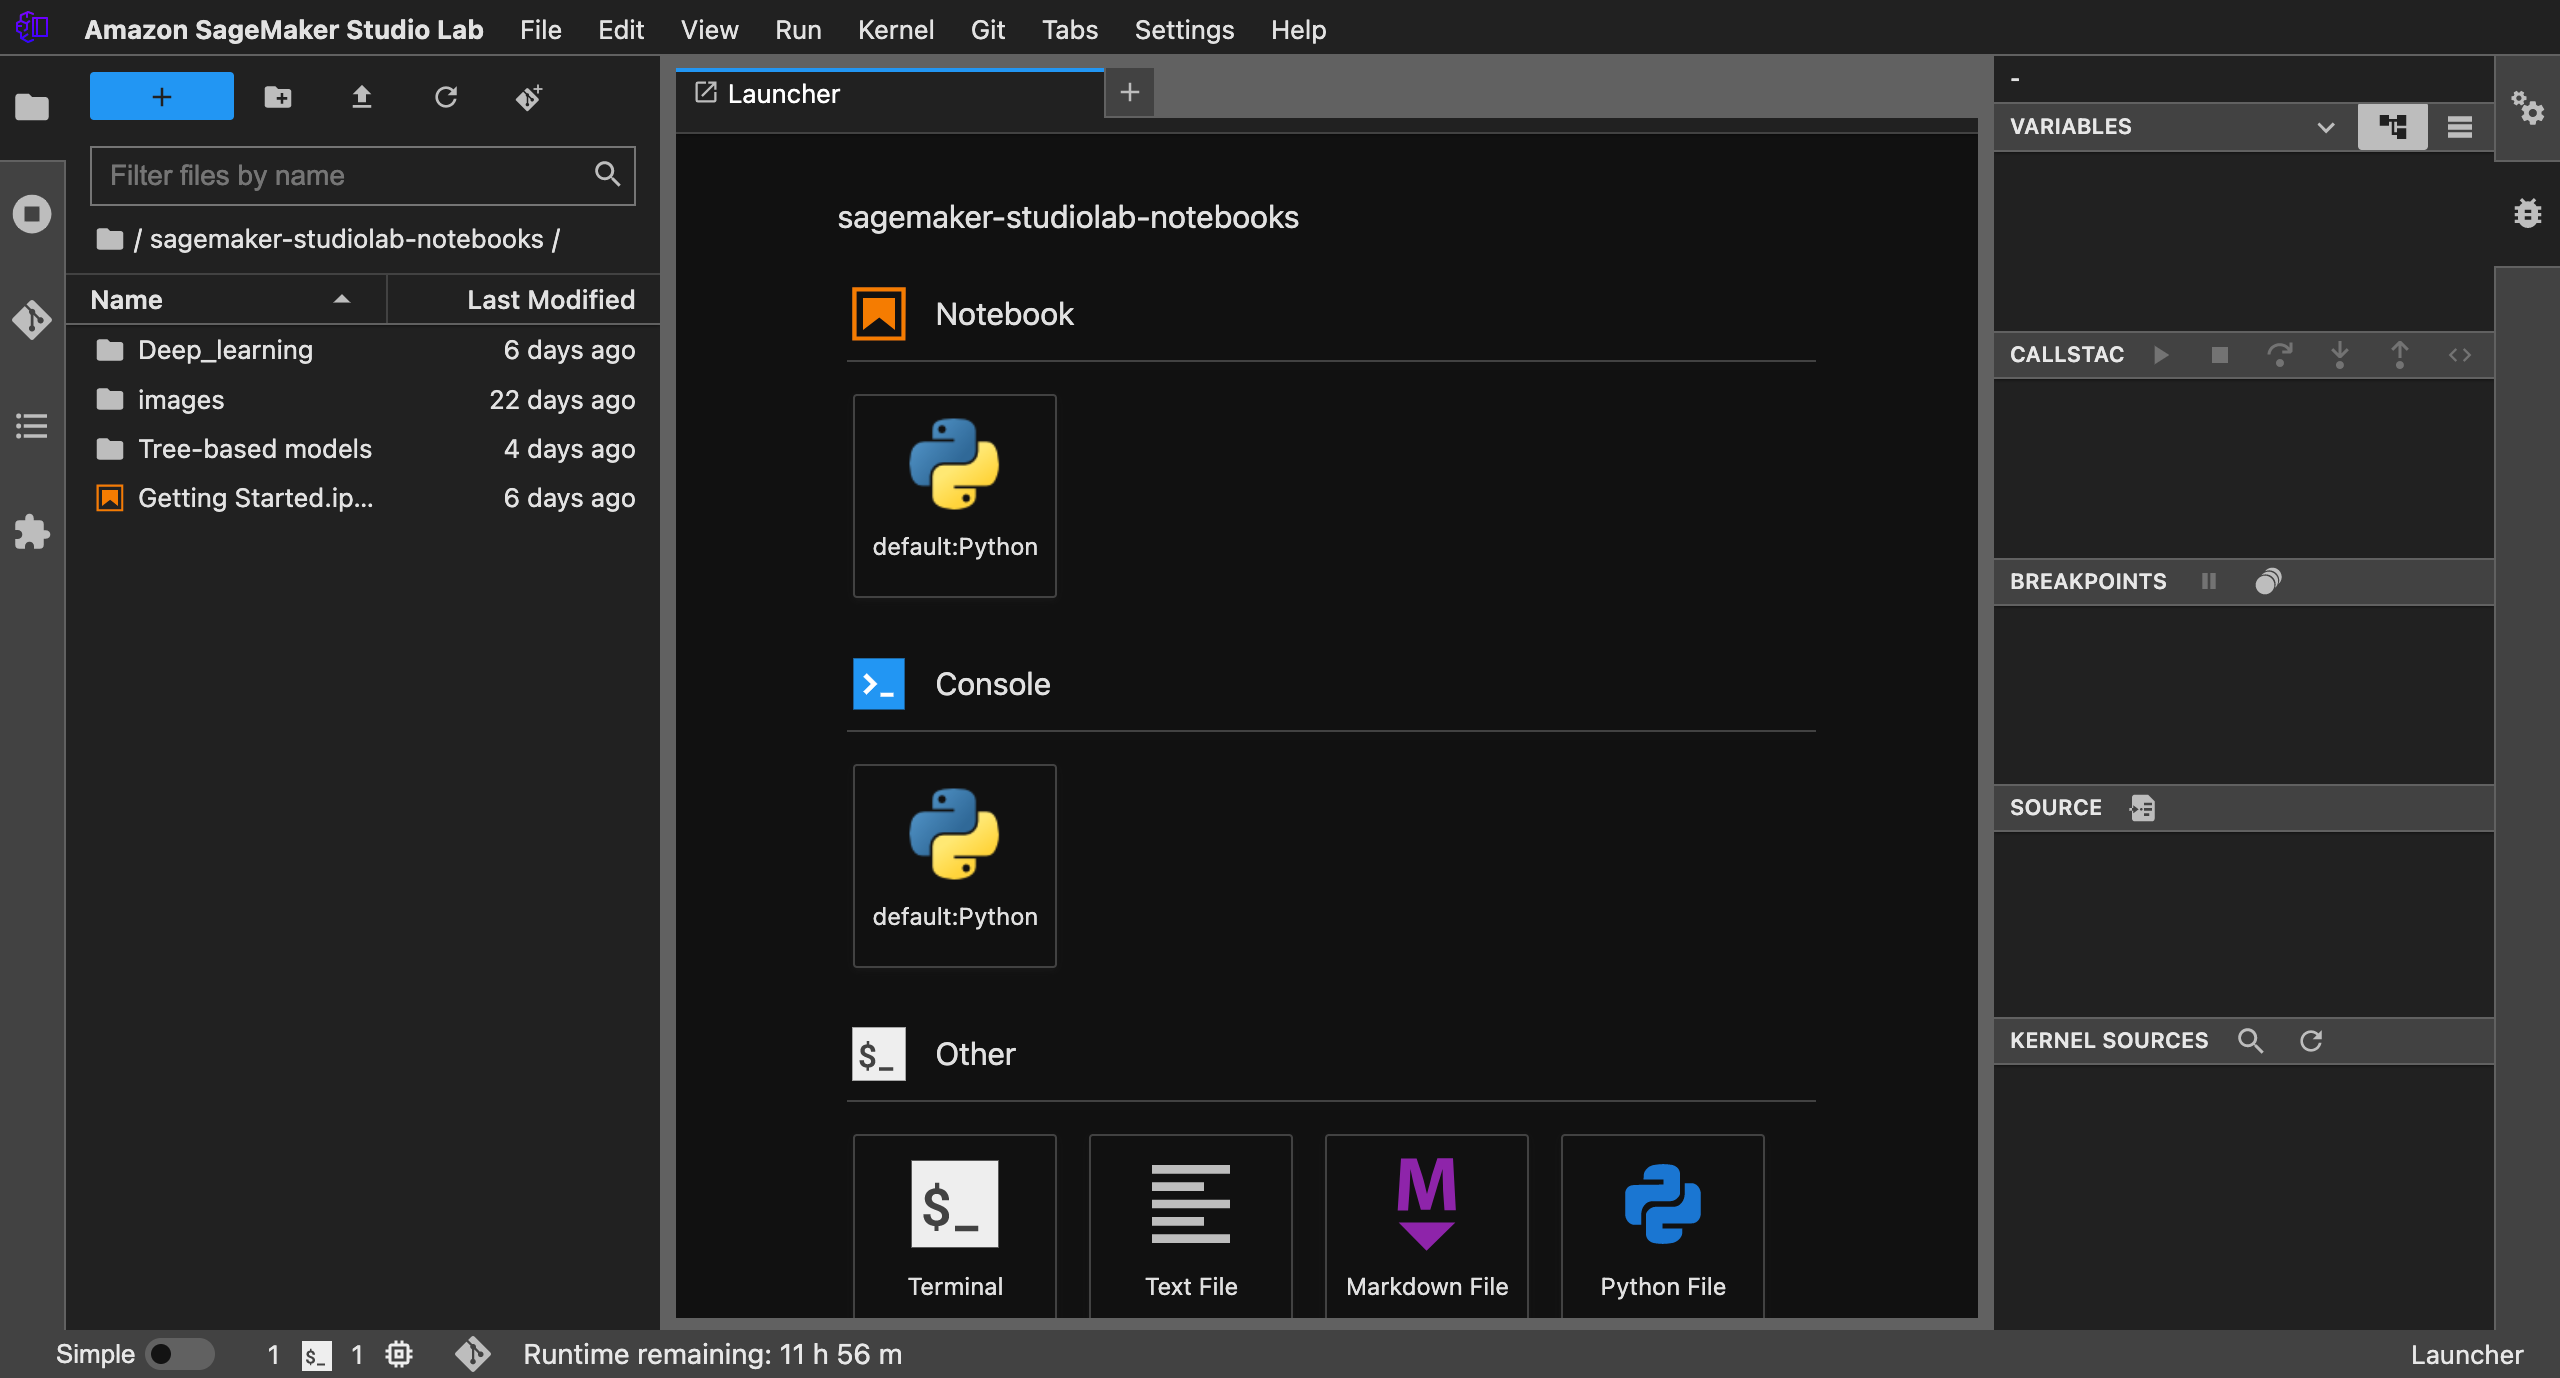 Amazon SageMaker Studio Lab File Edit View Run Kernel Git Tabs Settings Help
+
Filter files by name
/ sagemaker-studiolab-notebooks /
Name Last Modified
Deep_learning 6 days ago
images 22 days ago
Tree-based models 4 days ago
Getting Started.ip... 6 days ago
Launcher +
sagemaker-studiolab-notebooks
Notebook
default:Python
>_ Console
default:Python
$_ Other
$_
Terminal
Text File
M
Markdown File
Python File
-
VARIABLES
CALLSTAC
BREAKPOINTS
SOURCE
KERNEL SOURCES
Simple 1 $_ 1 Runtime remaining: 11 h 56 m Launcher